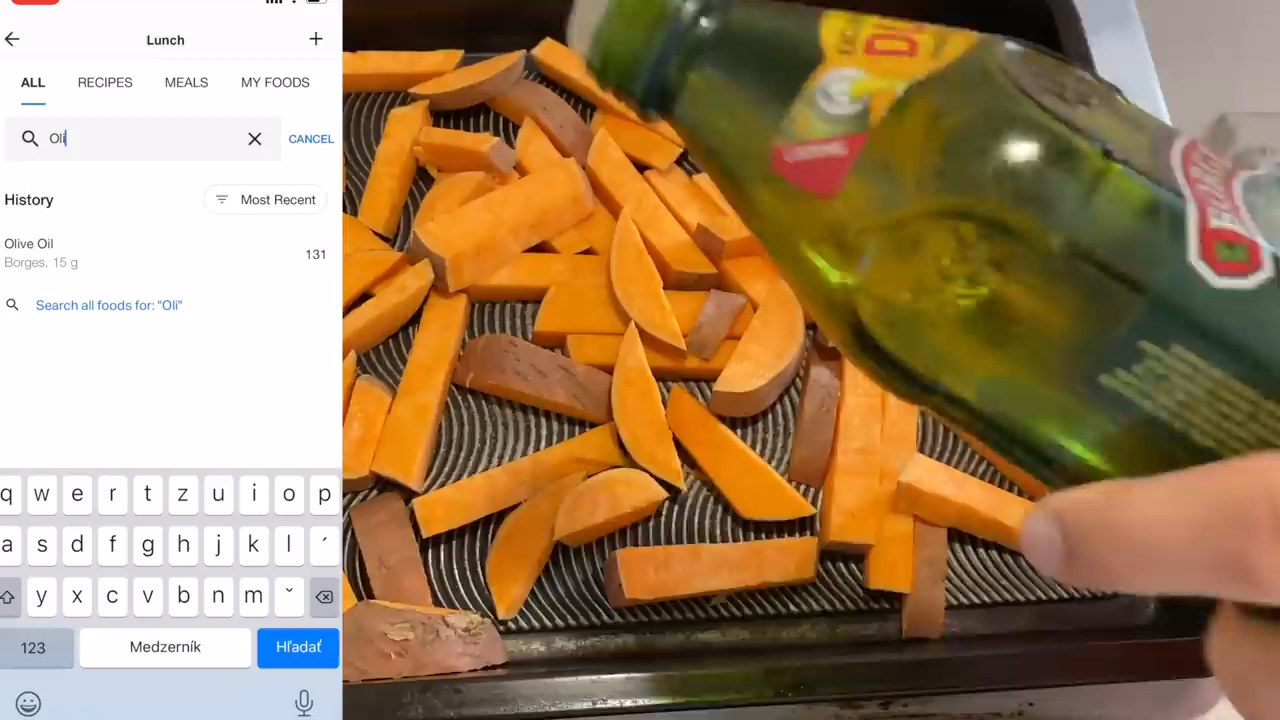 Lunch
ALL RECIPES MEALS MY FOODS
Oli
CANCEL
History
Most Recent
Olive Oil
Borges, 15 g
131
Search all foods for: "Oli"
q w e r t z u i o p
a s d f g h j k l ´
y x c v b n m ˇ
123 Medzerník Hľadať